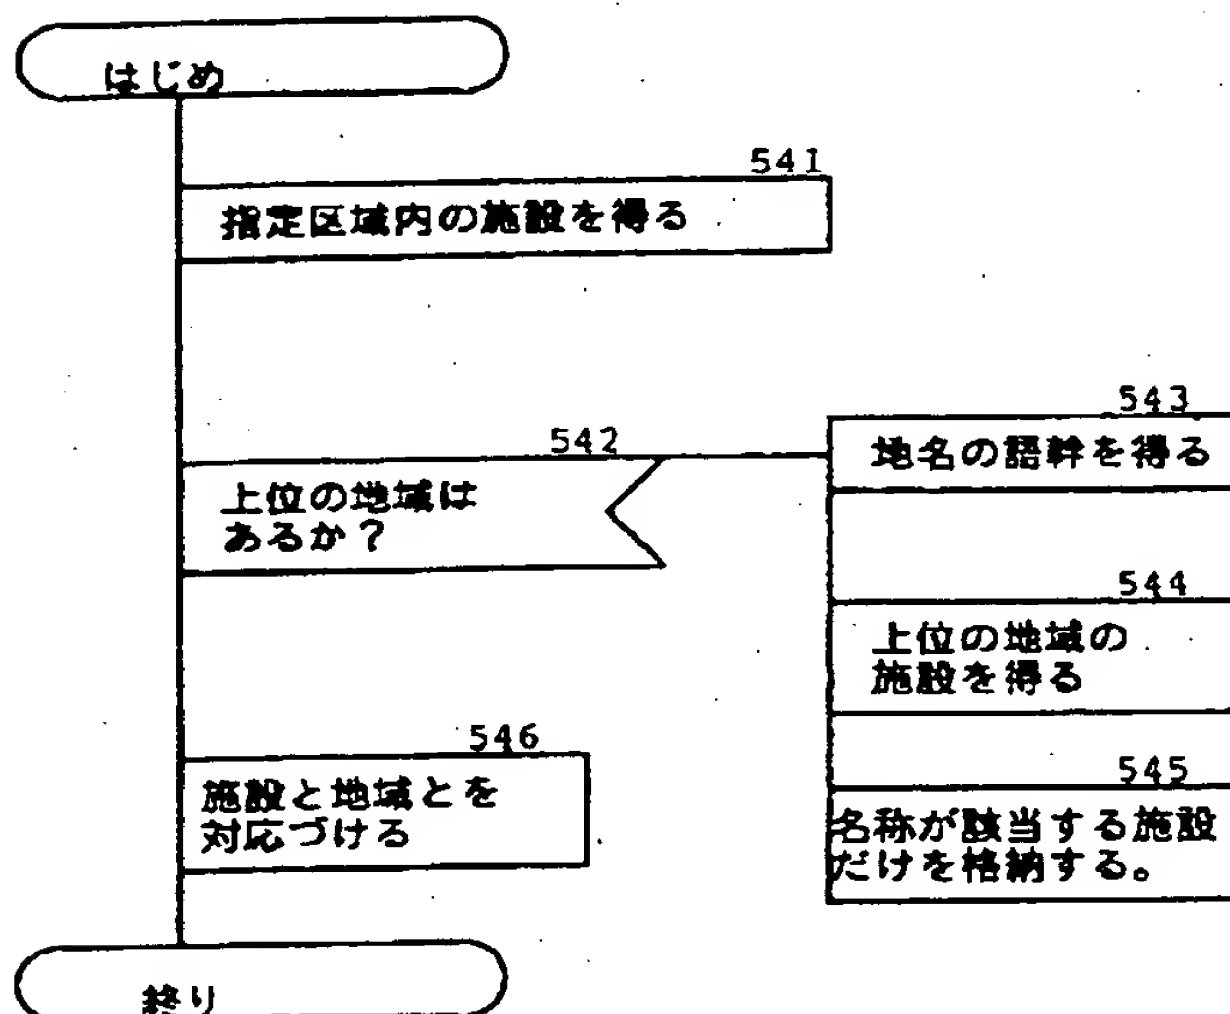 はじめ
541
指定区域内の施設を得る
542
上位の地域は
あるか？
543
地名の語幹を得る
544
上位の地域の
施設を得る
545
名称が該当する施設
だけを格納する。
546
施設と地域とを
対応づける
終り